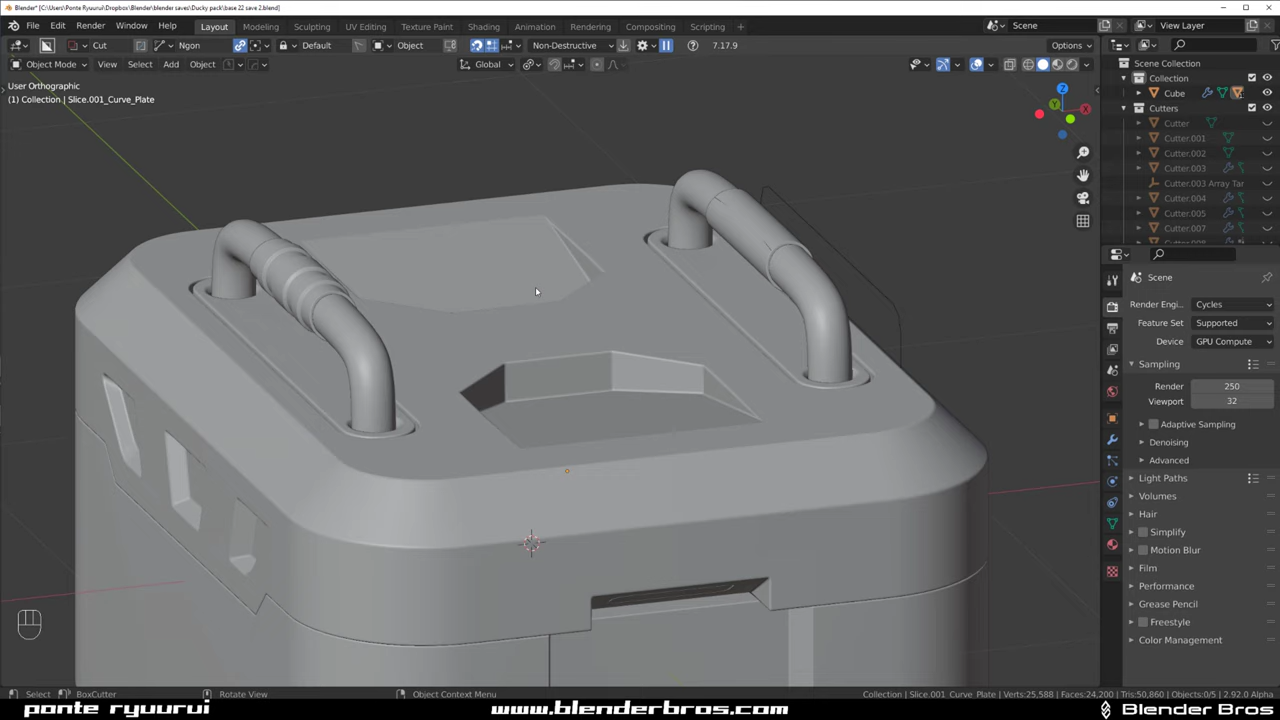 Blender* [C:\Users\Ponte Ryuurui\Dropbox\Blender\blender saves\Ducky pack\base 22 save 2.blend]
File Edit Render Window Help Layout Modeling Sculpting UV Editing Texture Paint Shading Animation Rendering Compositing Scripting + Scene View Layer
Cut Ngon Default Object Non-Destructive 7.17.9 Options
Object Mode View Select Add Object Global
User Orthographic
(1) Collection | Slice.001_Curve_Plate
Z
Y
X
Scene Collection
Collection
Cube
Cutters
Cutter
Cutter.001
Cutter.002
Cutter.003
Cutter.003 Array Tar
Cutter.004
Cutter.005
Cutter.007
Cutter.008
Scene
Render Engi... Cycles
Feature Set Supported
Device GPU Compute
Sampling
Render 250
Viewport 32
Adaptive Sampling
Denoising
Advanced
Light Paths
Volumes
Hair
Simplify
Motion Blur
Film
Performance
Grease Pencil
Freestyle
Color Management
Select BoxCutter Rotate View Object Context Menu Collection | Slice.001_Curve_Plate | Verts:25,588 | Faces:24,200 | Tris:50,860 | Objects:0/5 | 2.92.0 Alpha
ponte ryuurui www.blenderbros.com Blender Bros